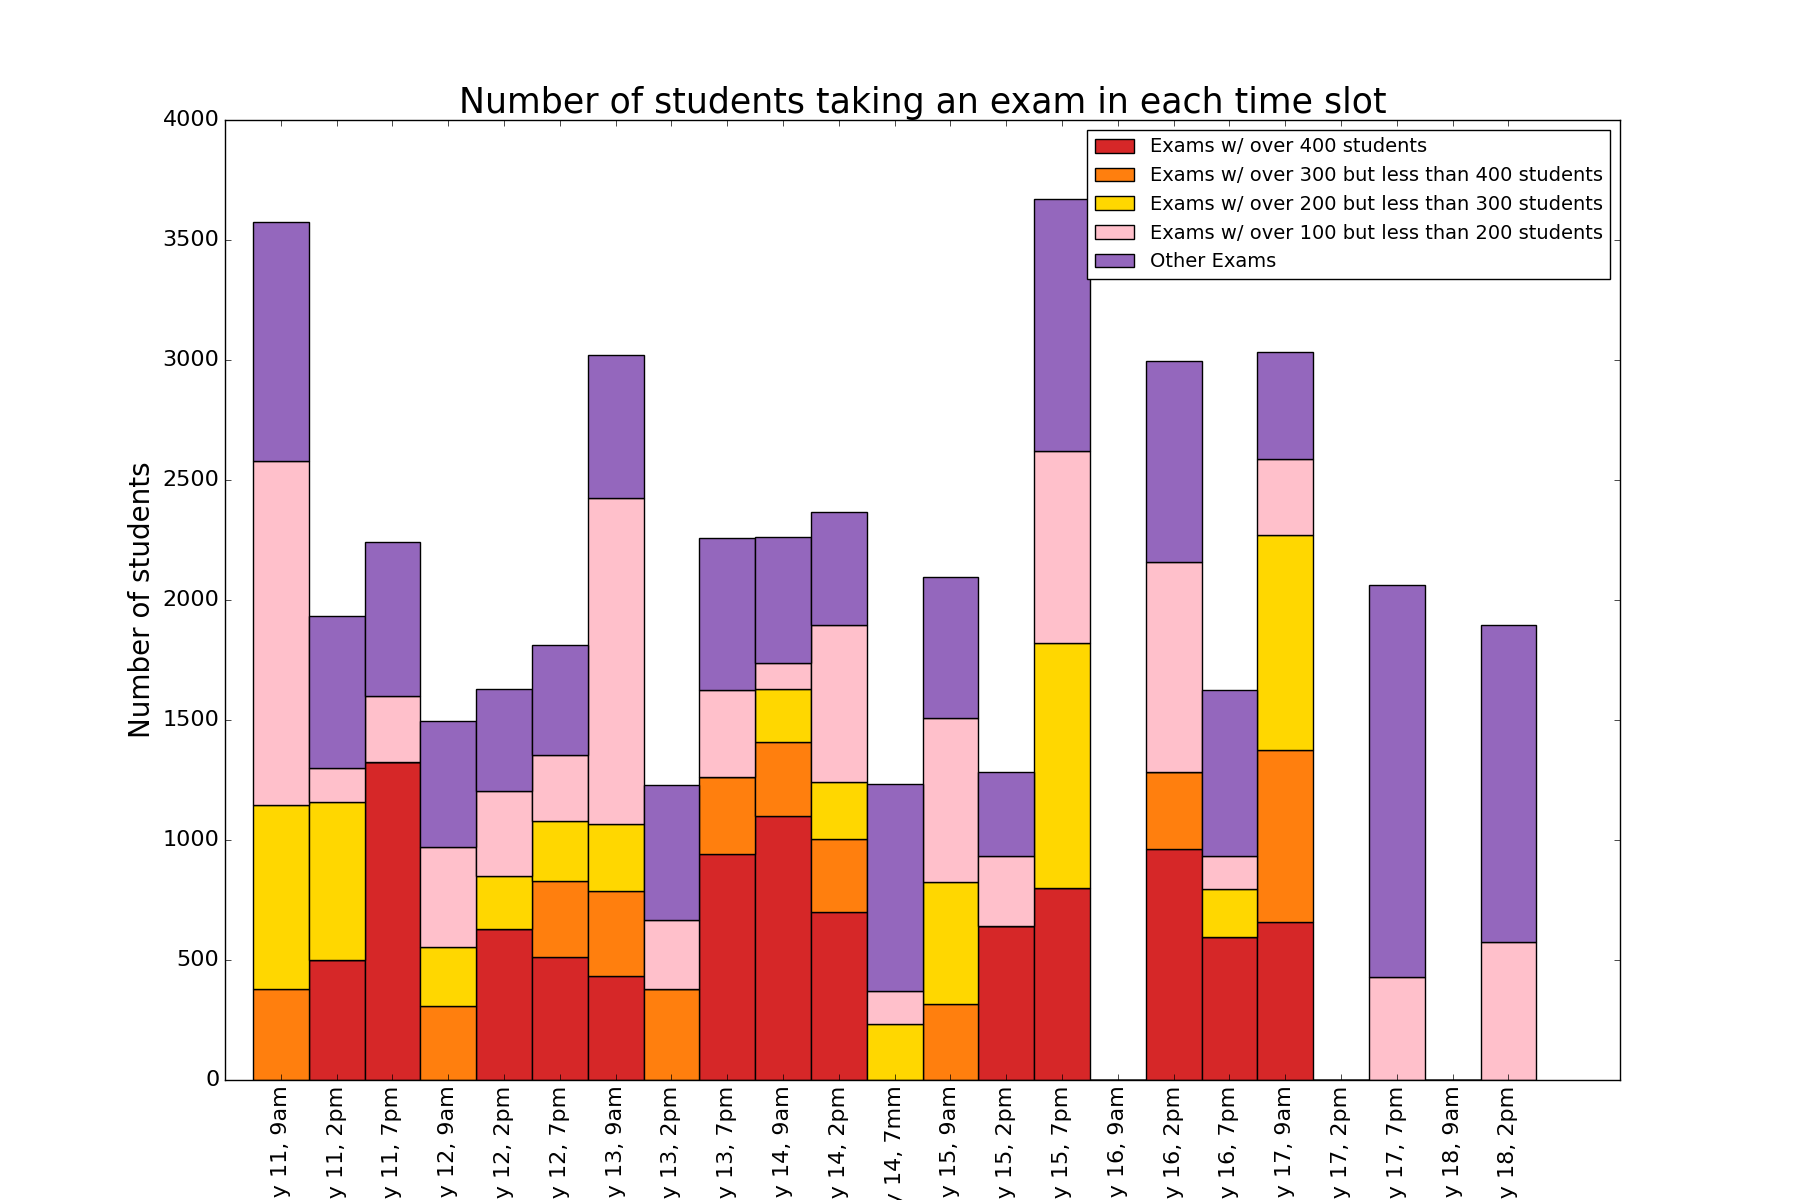 Number of students taking an exam in each time slot
Exams w/ over 400 students
Exams w/ over 300 but less than 400 students
Exams w/ over 200 but less than 300 students
Exams w/ over 100 but less than 200 students
Other Exams
Number of students
4000
3500
3000
2500
2000
1500
1000
500
0
y 11, 9am
y 11, 2pm
y 11, 7pm
y 12, 9am
y 12, 2pm
y 12, 7pm
y 13, 9am
y 13, 2pm
y 13, 7pm
y 14, 9am
y 14, 2pm
y 14, 7mm
y 15, 9am
y 15, 2pm
y 15, 7pm
y 16, 9am
y 16, 2pm
y 16, 7pm
y 17, 9am
y 17, 2pm
y 17, 7pm
y 18, 9am
y 18, 2pm